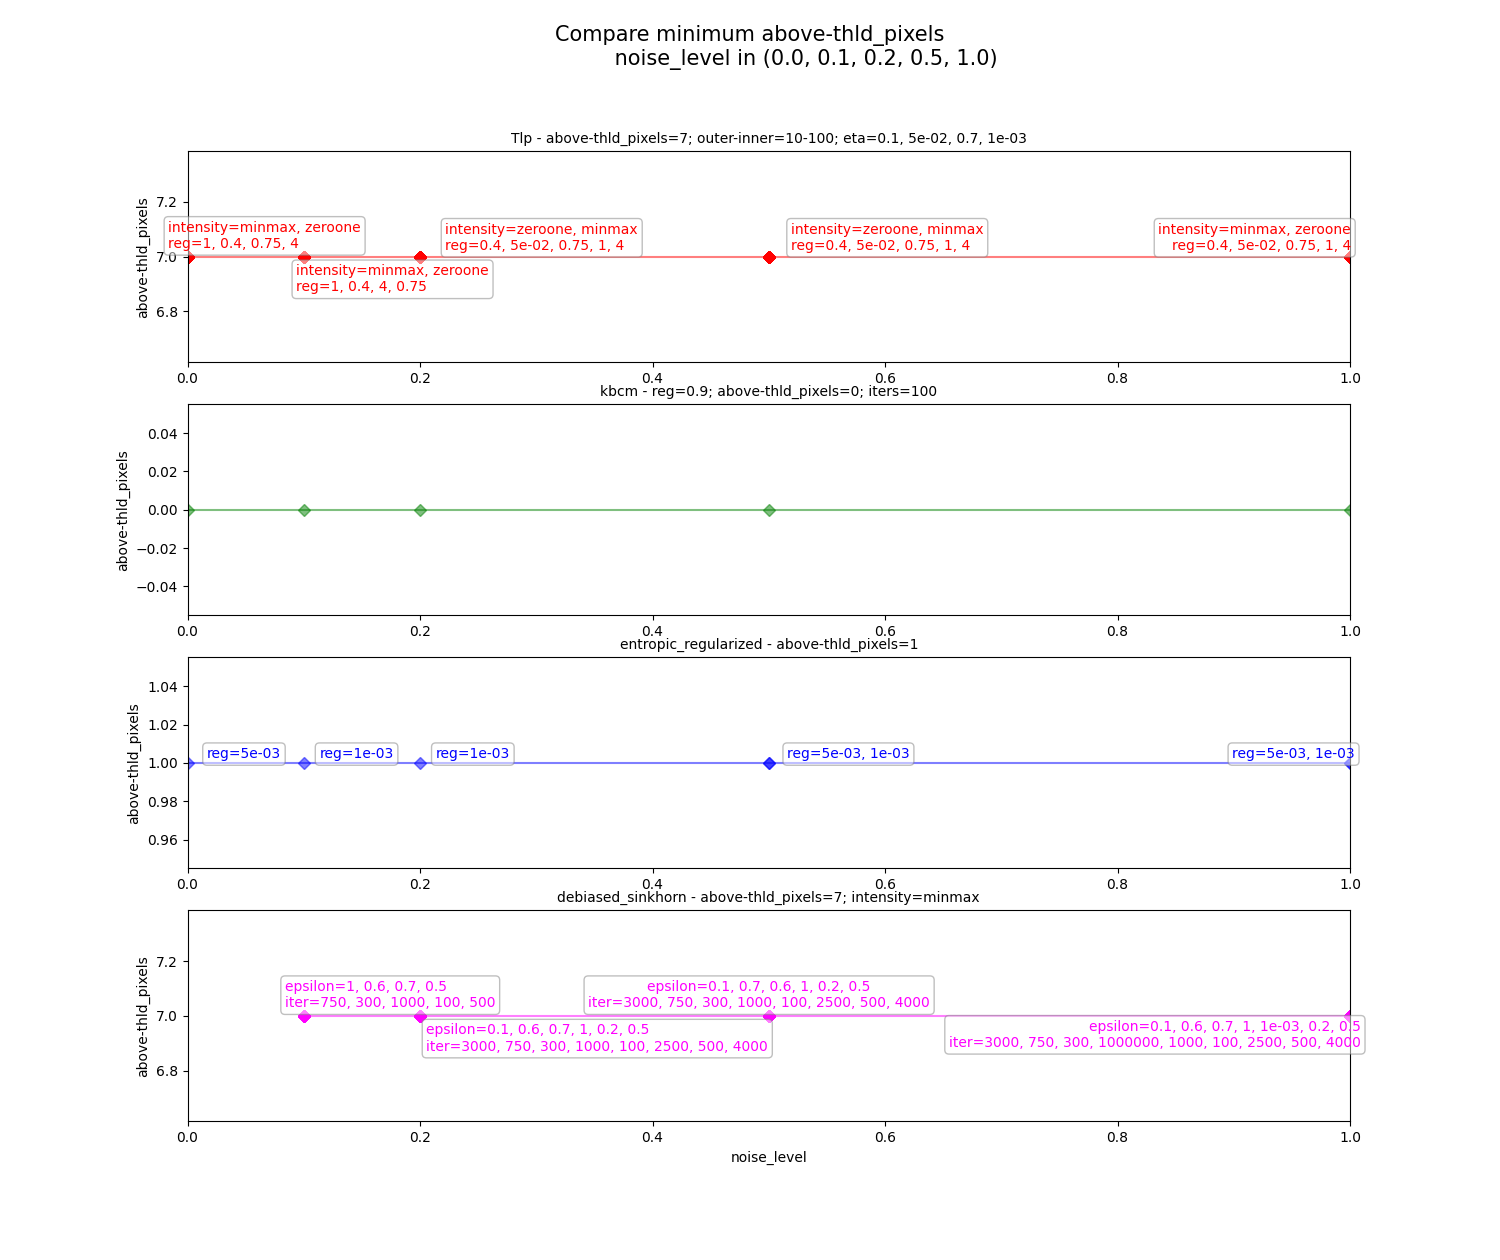 Compare minimum above-thld_pixels
noise_level in (0.0, 0.1, 0.2, 0.5, 1.0)
Tlp - above-thld_pixels=7; outer-inner=10-100; eta=0.1, 5e-02, 0.7, 1e-03
above-thld_pixels
7.2
7.0
6.8
intensity=minmax, zeroone
reg=1, 0.4, 0.75, 4
intensity=minmax, zeroone
reg=1, 0.4, 4, 0.75
intensity=zeroone, minmax
reg=0.4, 5e-02, 0.75, 1, 4
intensity=zeroone, minmax
reg=0.4, 5e-02, 0.75, 1, 4
intensity=minmax, zeroone
reg=0.4, 5e-02, 0.75, 1, 4
0.0 0.2 0.4 0.6 0.8 1.0
kbcm - reg=0.9; above-thld_pixels=0; iters=100
above-thld_pixels
0.04
0.02
0.00
−0.02
−0.04
0.0 0.2 0.4 0.6 0.8 1.0
entropic_regularized - above-thld_pixels=1
above-thld_pixels
1.04
1.02
1.00
0.98
0.96
reg=5e-03
reg=1e-03
reg=1e-03
reg=5e-03, 1e-03
reg=5e-03, 1e-03
0.0 0.2 0.4 0.6 0.8 1.0
debiased_sinkhorn - above-thld_pixels=7; intensity=minmax
above-thld_pixels
7.2
7.0
6.8
epsilon=1, 0.6, 0.7, 0.5
iter=750, 300, 1000, 100, 500
epsilon=0.1, 0.6, 0.7, 1, 0.2, 0.5
iter=3000, 750, 300, 1000, 100, 2500, 500, 4000
epsilon=0.1, 0.7, 0.6, 1, 0.2, 0.5
iter=3000, 750, 300, 1000, 100, 2500, 500, 4000
epsilon=0.1, 0.6, 0.7, 1, 1e-03, 0.2, 0.5
iter=3000, 750, 300, 1000000, 1000, 100, 2500, 500, 4000
0.0 0.2 0.4 0.6 0.8 1.0
noise_level